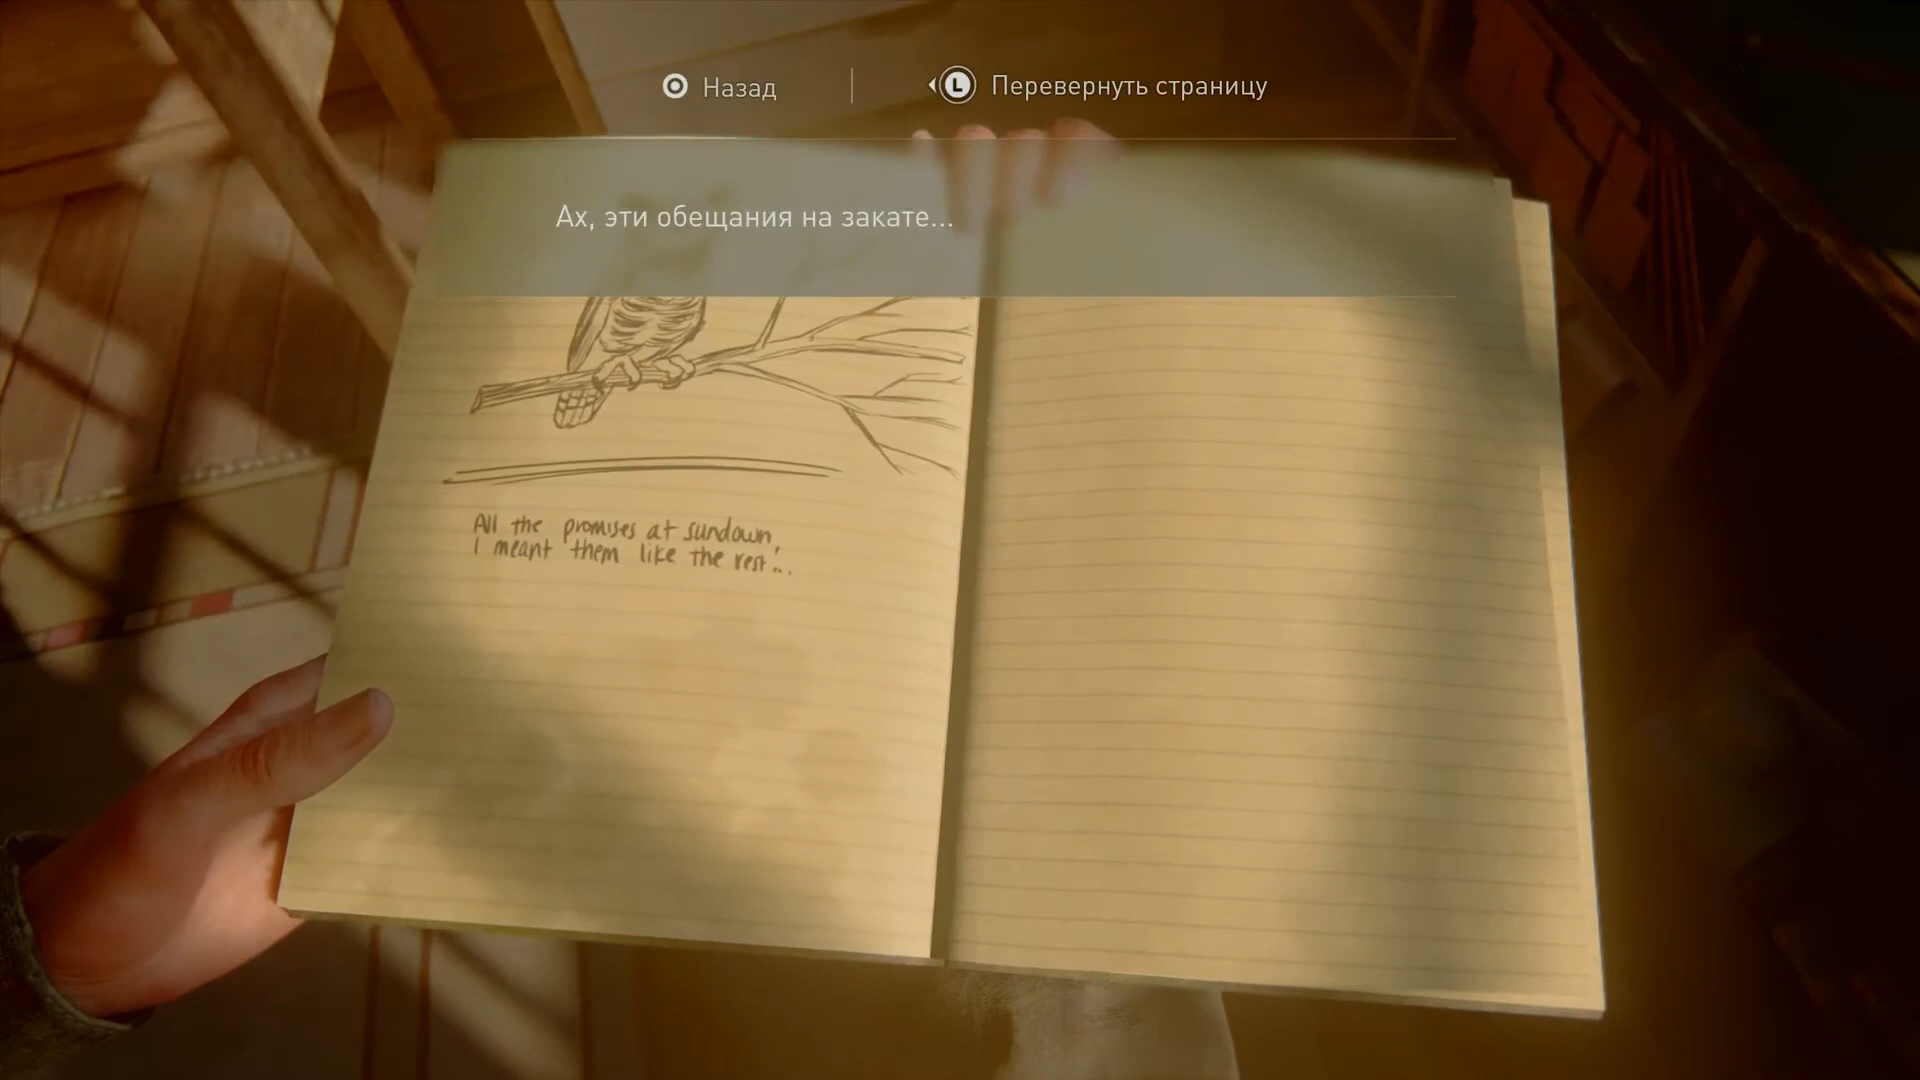 Назад
L Перевернуть страницу
Ах, эти обещания на закате...
All the promises at sundown,
I meant them like the rest...